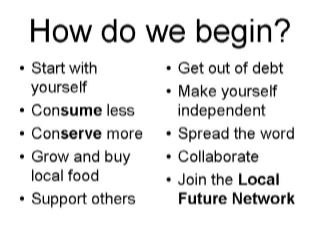 How do we begin?
• Start with
yourself
• Consume less
• Conserve more
• Grow and buy
local food
• Support others
• Get out of debt
• Make yourself
independent
• Spread the word
• Collaborate
• Join the Local
Future Network